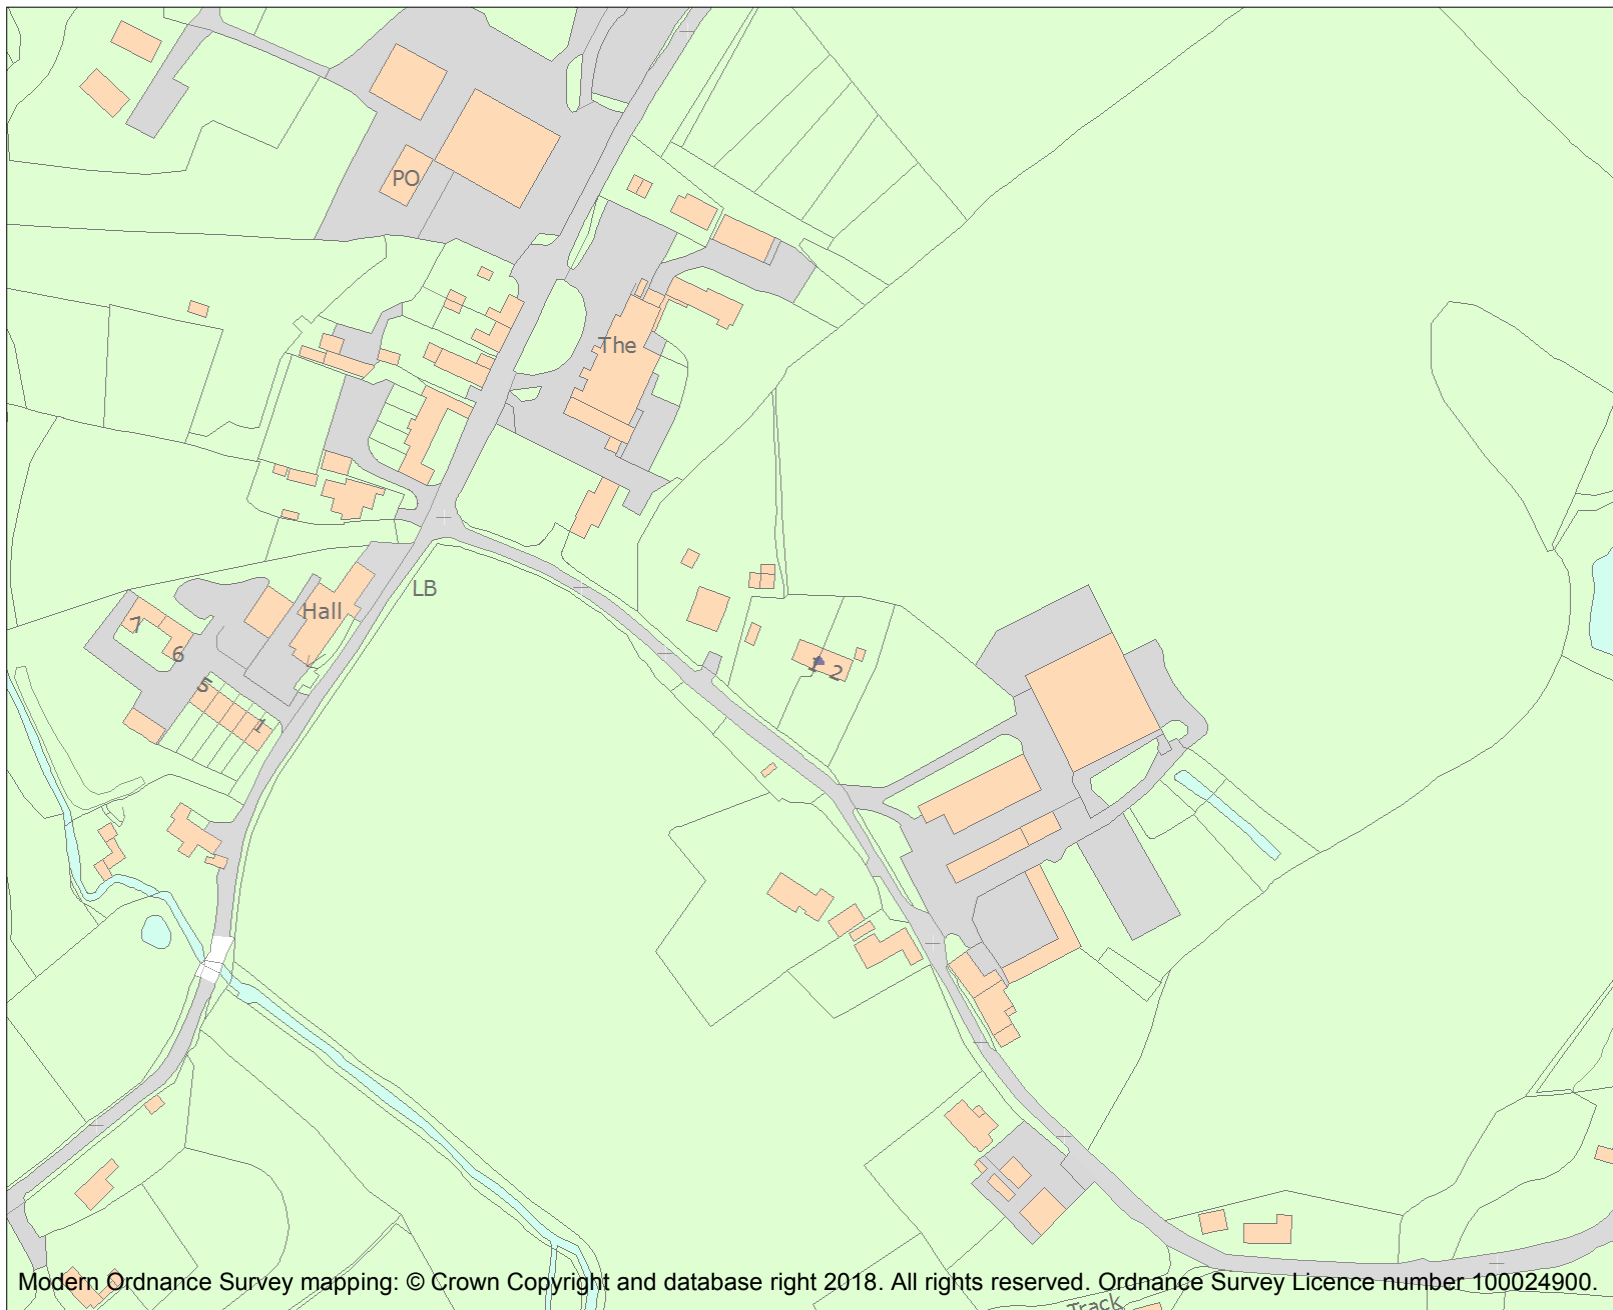 PO
The
LB
Hall
7
6
5
1
1 2
Modern Ordnance Survey mapping: © Crown Copyright and database right 2018. All rights reserved. Ordnance Survey Licence number 100024900.
Track